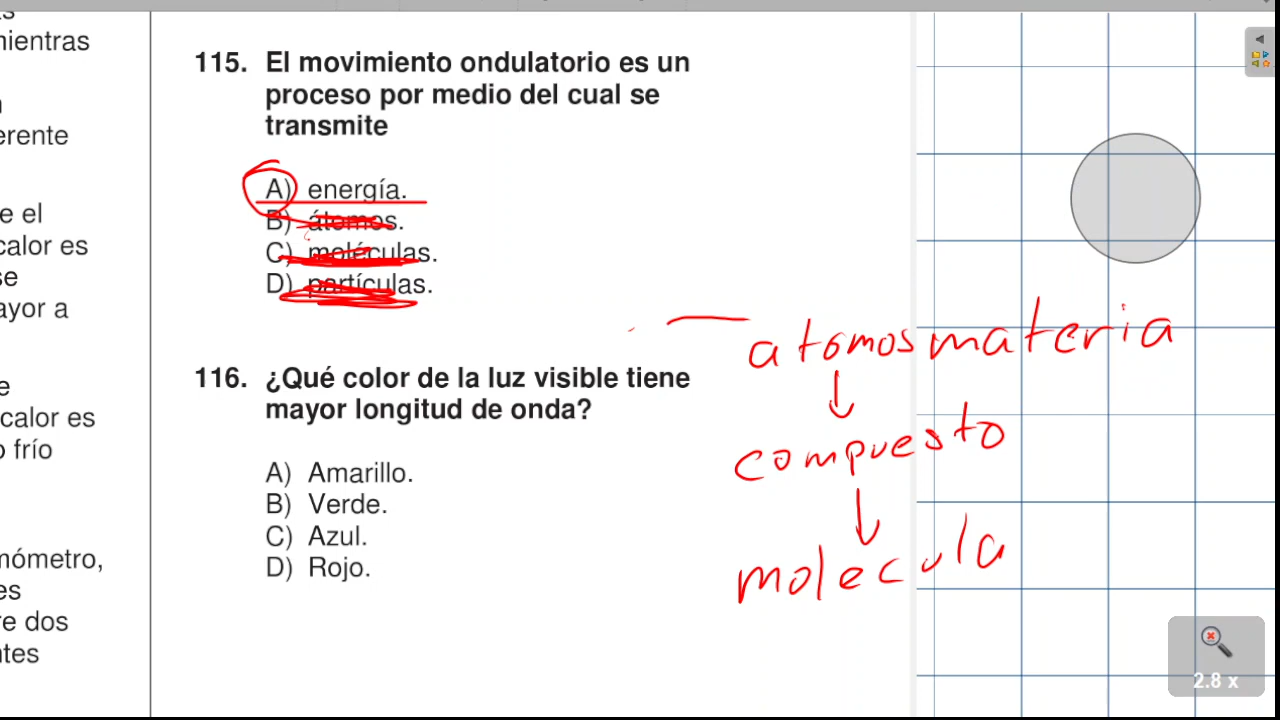 mientras
erente
e el
calor es
se
ayor a
e
calor es
o frío
mómetro,
es
re dos
ntes
115. El movimiento ondulatorio es un
proceso por medio del cual se
transmite
A) energía.
B) átomos.
C) moléculas.
D) partículas.
116. ¿Qué color de la luz visible tiene
mayor longitud de onda?
A) Amarillo.
B) Verde.
C) Azul.
D) Rojo.
atomos materia
compuesto
molecula
2.8 x